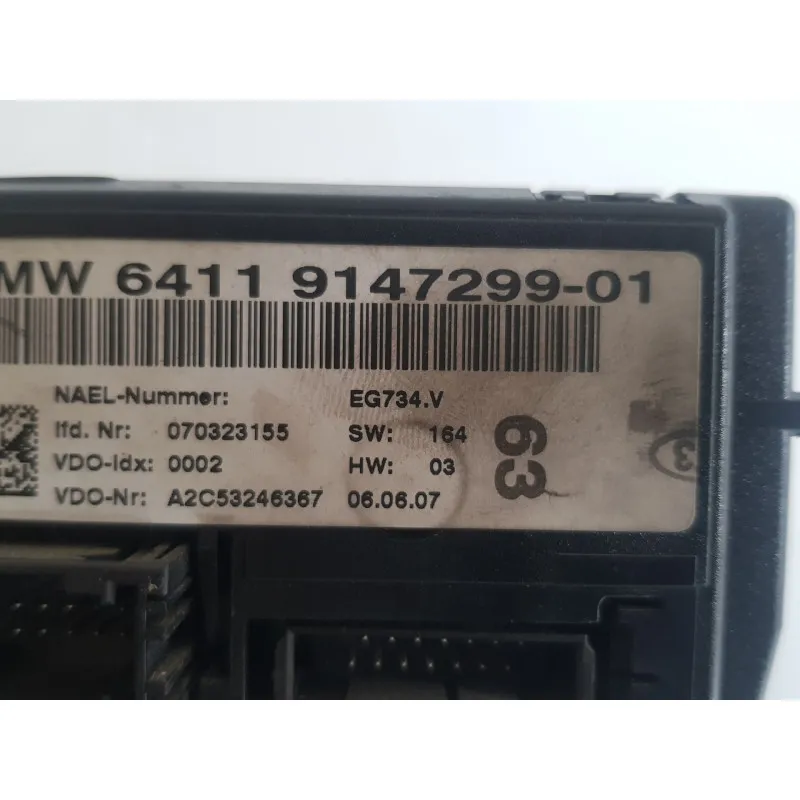 MW 6411 9147299-01
NAEL-Nummer: EG734.V
lfd. Nr: 070323155 SW: 164
VDO-Idx: 0002 HW: 03
VDO-Nr: A2C53246367 06.06.07
63
3